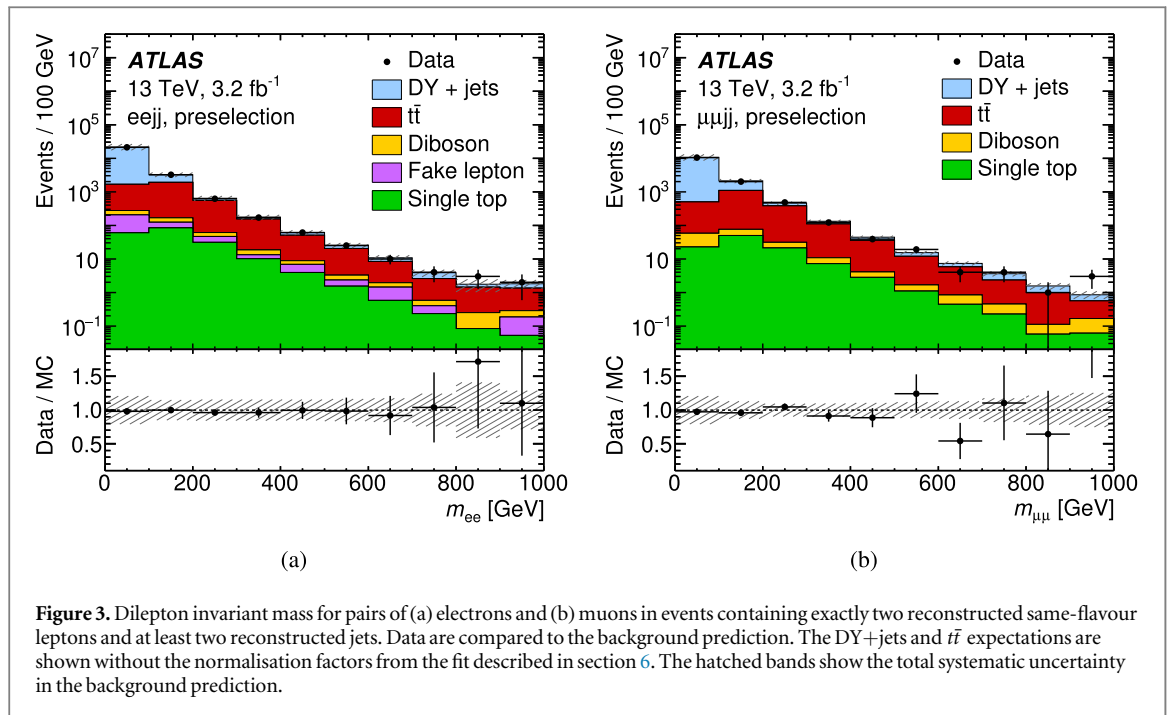 ATLAS
13 TeV, 3.2 fb⁻¹
eejj, preselection
Data
DY + jets
tt̄
Diboson
Fake lepton
Single top
Events / 100 GeV
10⁷
10⁵
10³
10
10⁻¹
Data / MC
1.5
1.0
0.5
0 200 400 600 800 1000
mₑₑ [GeV]
(a)
ATLAS
13 TeV, 3.2 fb⁻¹
μμjj, preselection
Data
DY + jets
tt̄
Diboson
Single top
Events / 100 GeV
10⁷
10⁵
10³
10
10⁻¹
Data / MC
1.5
1.0
0.5
0 200 400 600 800 1000
m_μμ [GeV]
(b)
Figure 3. Dilepton invariant mass for pairs of (a) electrons and (b) muons in events containing exactly two reconstructed same-flavour
leptons and at least two reconstructed jets. Data are compared to the background prediction. The DY+jets and tt̄ expectations are
shown without the normalisation factors from the fit described in section 6. The hatched bands show the total systematic uncertainty
in the background prediction.